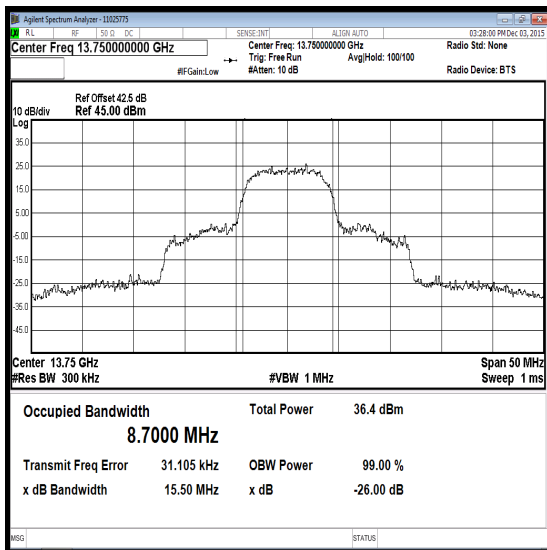 Agilent Spectrum Analyzer - 11025775
LXI RL RF 50 Ω DC SENSE:INT ALIGN AUTO 03:28:00 PM Dec 03, 2015
Center Freq 13.750000000 GHz
Center Freq: 13.750000000 GHz
Radio Std: None
Trig: Free Run Avg|Hold: 100/100
#IFGain:Low #Atten: 10 dB Radio Device: BTS
Ref Offset 42.5 dB
10 dB/div Ref 45.00 dBm
Log
35.0
25.0
15.0
5.00
-5.00
-15.0
-25.0
-35.0
-45.0
Center 13.75 GHz Span 50 MHz
#Res BW 300 kHz #VBW 1 MHz Sweep 1 ms
Occupied Bandwidth Total Power 36.4 dBm
8.7000 MHz
Transmit Freq Error 31.105 kHz OBW Power 99.00 %
x dB Bandwidth 15.50 MHz x dB -26.00 dB
MSG STATUS